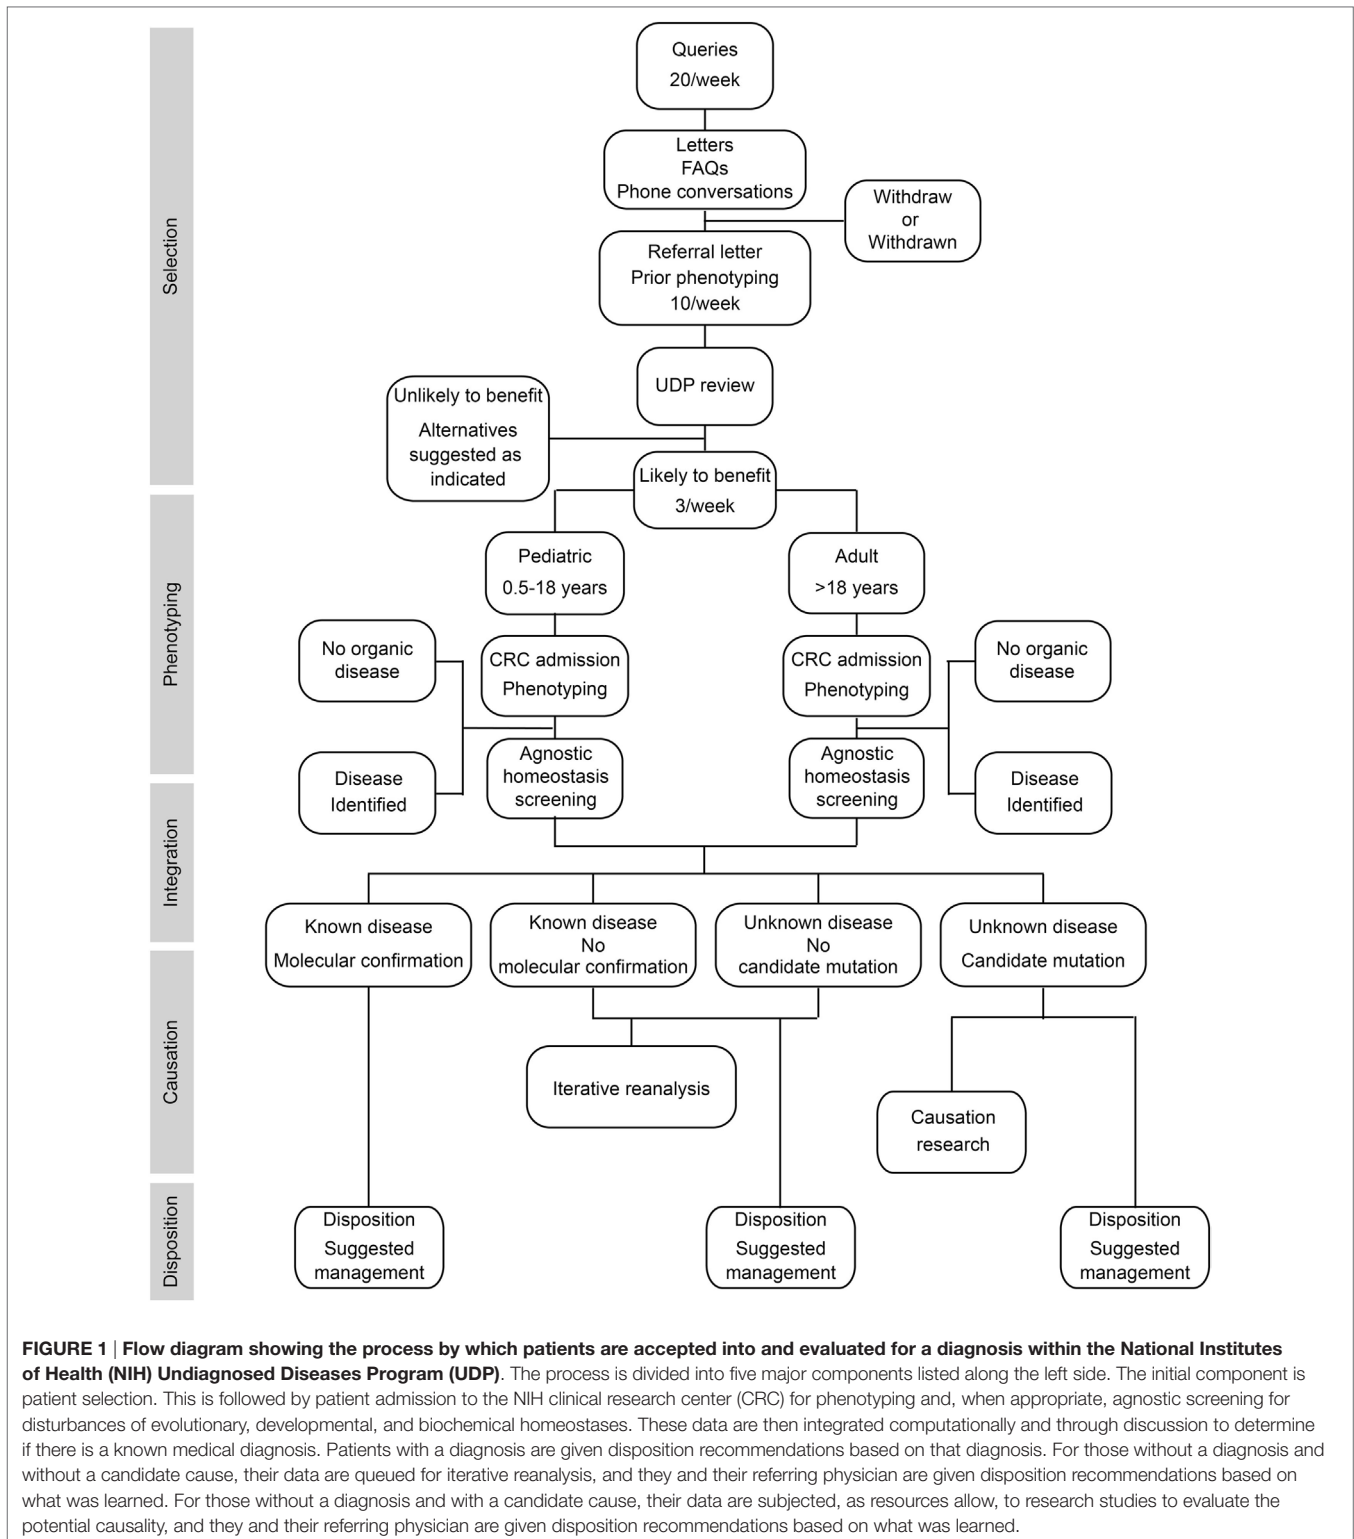 Queries
20/week
Letters
FAQs
Phone conversations
Withdraw
or
Withdrawn
Referral letter
Prior phenotyping
10/week
UDP review
Unlikely to benefit
Alternatives
suggested as
indicated
Likely to benefit
3/week
Selection
Pediatric
0.5-18 years
Adult
>18 years
No organic
disease
CRC admission
Phenotyping
CRC admission
Phenotyping
No organic
disease
Phenotyping
Disease
Identified
Agnostic
homeostasis
screening
Agnostic
homeostasis
screening
Disease
Identified
Integration
Known disease
Molecular confirmation
Known disease
No
molecular confirmation
Unknown disease
No
candidate mutation
Unknown disease
Candidate mutation
Causation
Iterative reanalysis
Causation
research
Disposition
Disposition
Suggested
management
Disposition
Suggested
management
Disposition
Suggested
management
FIGURE 1 | Flow diagram showing the process by which patients are accepted into and evaluated for a diagnosis within the National Institutes
of Health (NIH) Undiagnosed Diseases Program (UDP). The process is divided into five major components listed along the left side. The initial component is
patient selection. This is followed by patient admission to the NIH clinical research center (CRC) for phenotyping and, when appropriate, agnostic screening for
disturbances of evolutionary, developmental, and biochemical homeostases. These data are then integrated computationally and through discussion to determine
if there is a known medical diagnosis. Patients with a diagnosis are given disposition recommendations based on that diagnosis. For those without a diagnosis and
without a candidate cause, their data are queued for iterative reanalysis, and they and their referring physician are given disposition recommendations based on
what was learned. For those without a diagnosis and with a candidate cause, their data are subjected, as resources allow, to research studies to evaluate the
potential causality, and they and their referring physician are given disposition recommendations based on what was learned.